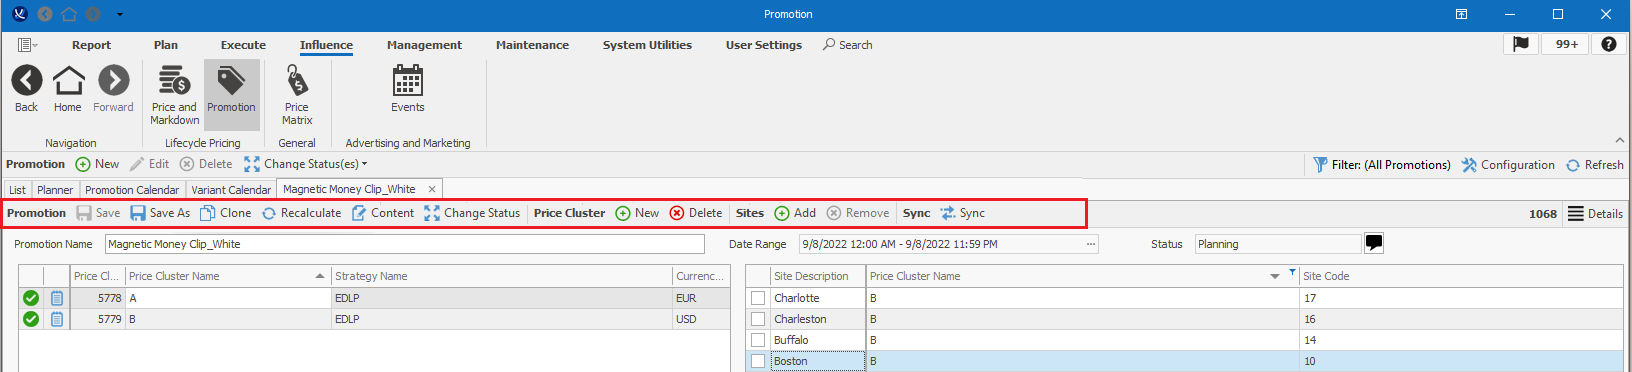 Promotion
Report Plan Execute Influence Management Maintenance System Utilities User Settings Search 99+ ?
Back Home Forward Price and Markdown Promotion Price Matrix Events
Navigation Lifecycle Pricing General Advertising and Marketing
Promotion New Edit Delete Change Status(es) Filter: (All Promotions) Configuration Refresh
List Planner Promotion Calendar Variant Calendar Magnetic Money Clip_White ×
Promotion Save Save As Clone Recalculate Content Change Status Price Cluster New Delete Sites Add Remove Sync Sync 1068 Details
Promotion Name Magnetic Money Clip_White Date Range 9/8/2022 12:00 AM - 9/8/2022 11:59 PM ... Status Planning
Price Cl... Price Cluster Name Strategy Name Currenc... Site Description Price Cluster Name Site Code
5778 A EDLP EUR Charlotte B 17
5779 B EDLP USD Charleston B 16
Buffalo B 14
Boston B 10